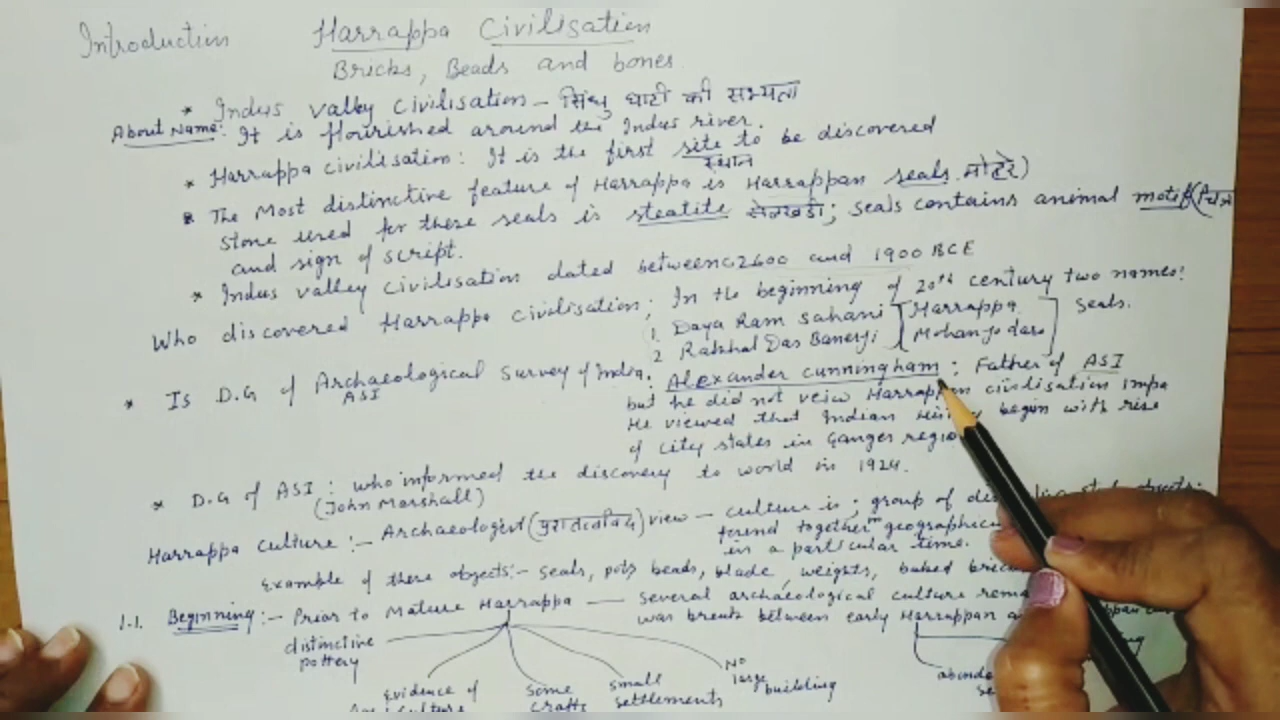 Introduction Harrappa Civilisation
Bricks, Beads and bones
* Indus valley Civilisation – सिंधु घाटी की सभ्यता
About Name: It is flourished around the Indus river.
* Harrappa civilisation: It is the first site to be discovered
स्थान
* The Most distinctive feature of Harrappa is Harrappan seals मोहरे)
Stone used for these seals is steatite सेलखडी; seals contains animal motif(
and sign of script.
* Indus valley Civilisation dated between c2600 and 1900 BCE
Who discovered Harrappa civilisation; In the beginning of 20th century two names!
1. Daya Ram Sahani Harrappa
2 Rakhal Das Banerji Mohanjodaro Seals.
* Is D.G of Archaeological Survey of India. Alexander cunningham; Father of ASI
ASI
but he did not veiw Harrappan civilisation impo
He viewed that Indian begin with rise
of city states in Ganges
* D.G of ASI: who informed the discovery to world in 1924.
(John Marshall)
Harrappa culture:– Archaeologist (पुरातत्वविद) view – culture is; group of
found together in
in a particular time.
Example of these objects:– seals, pots beads, blade, weights, baked
1.1. Beginning:– Prior to Mature Harrappa — several archaeological culture
was break between early Harrappan
distinctive
pottery
Evidence of
Some
crafts
small
settlements
No
large
building